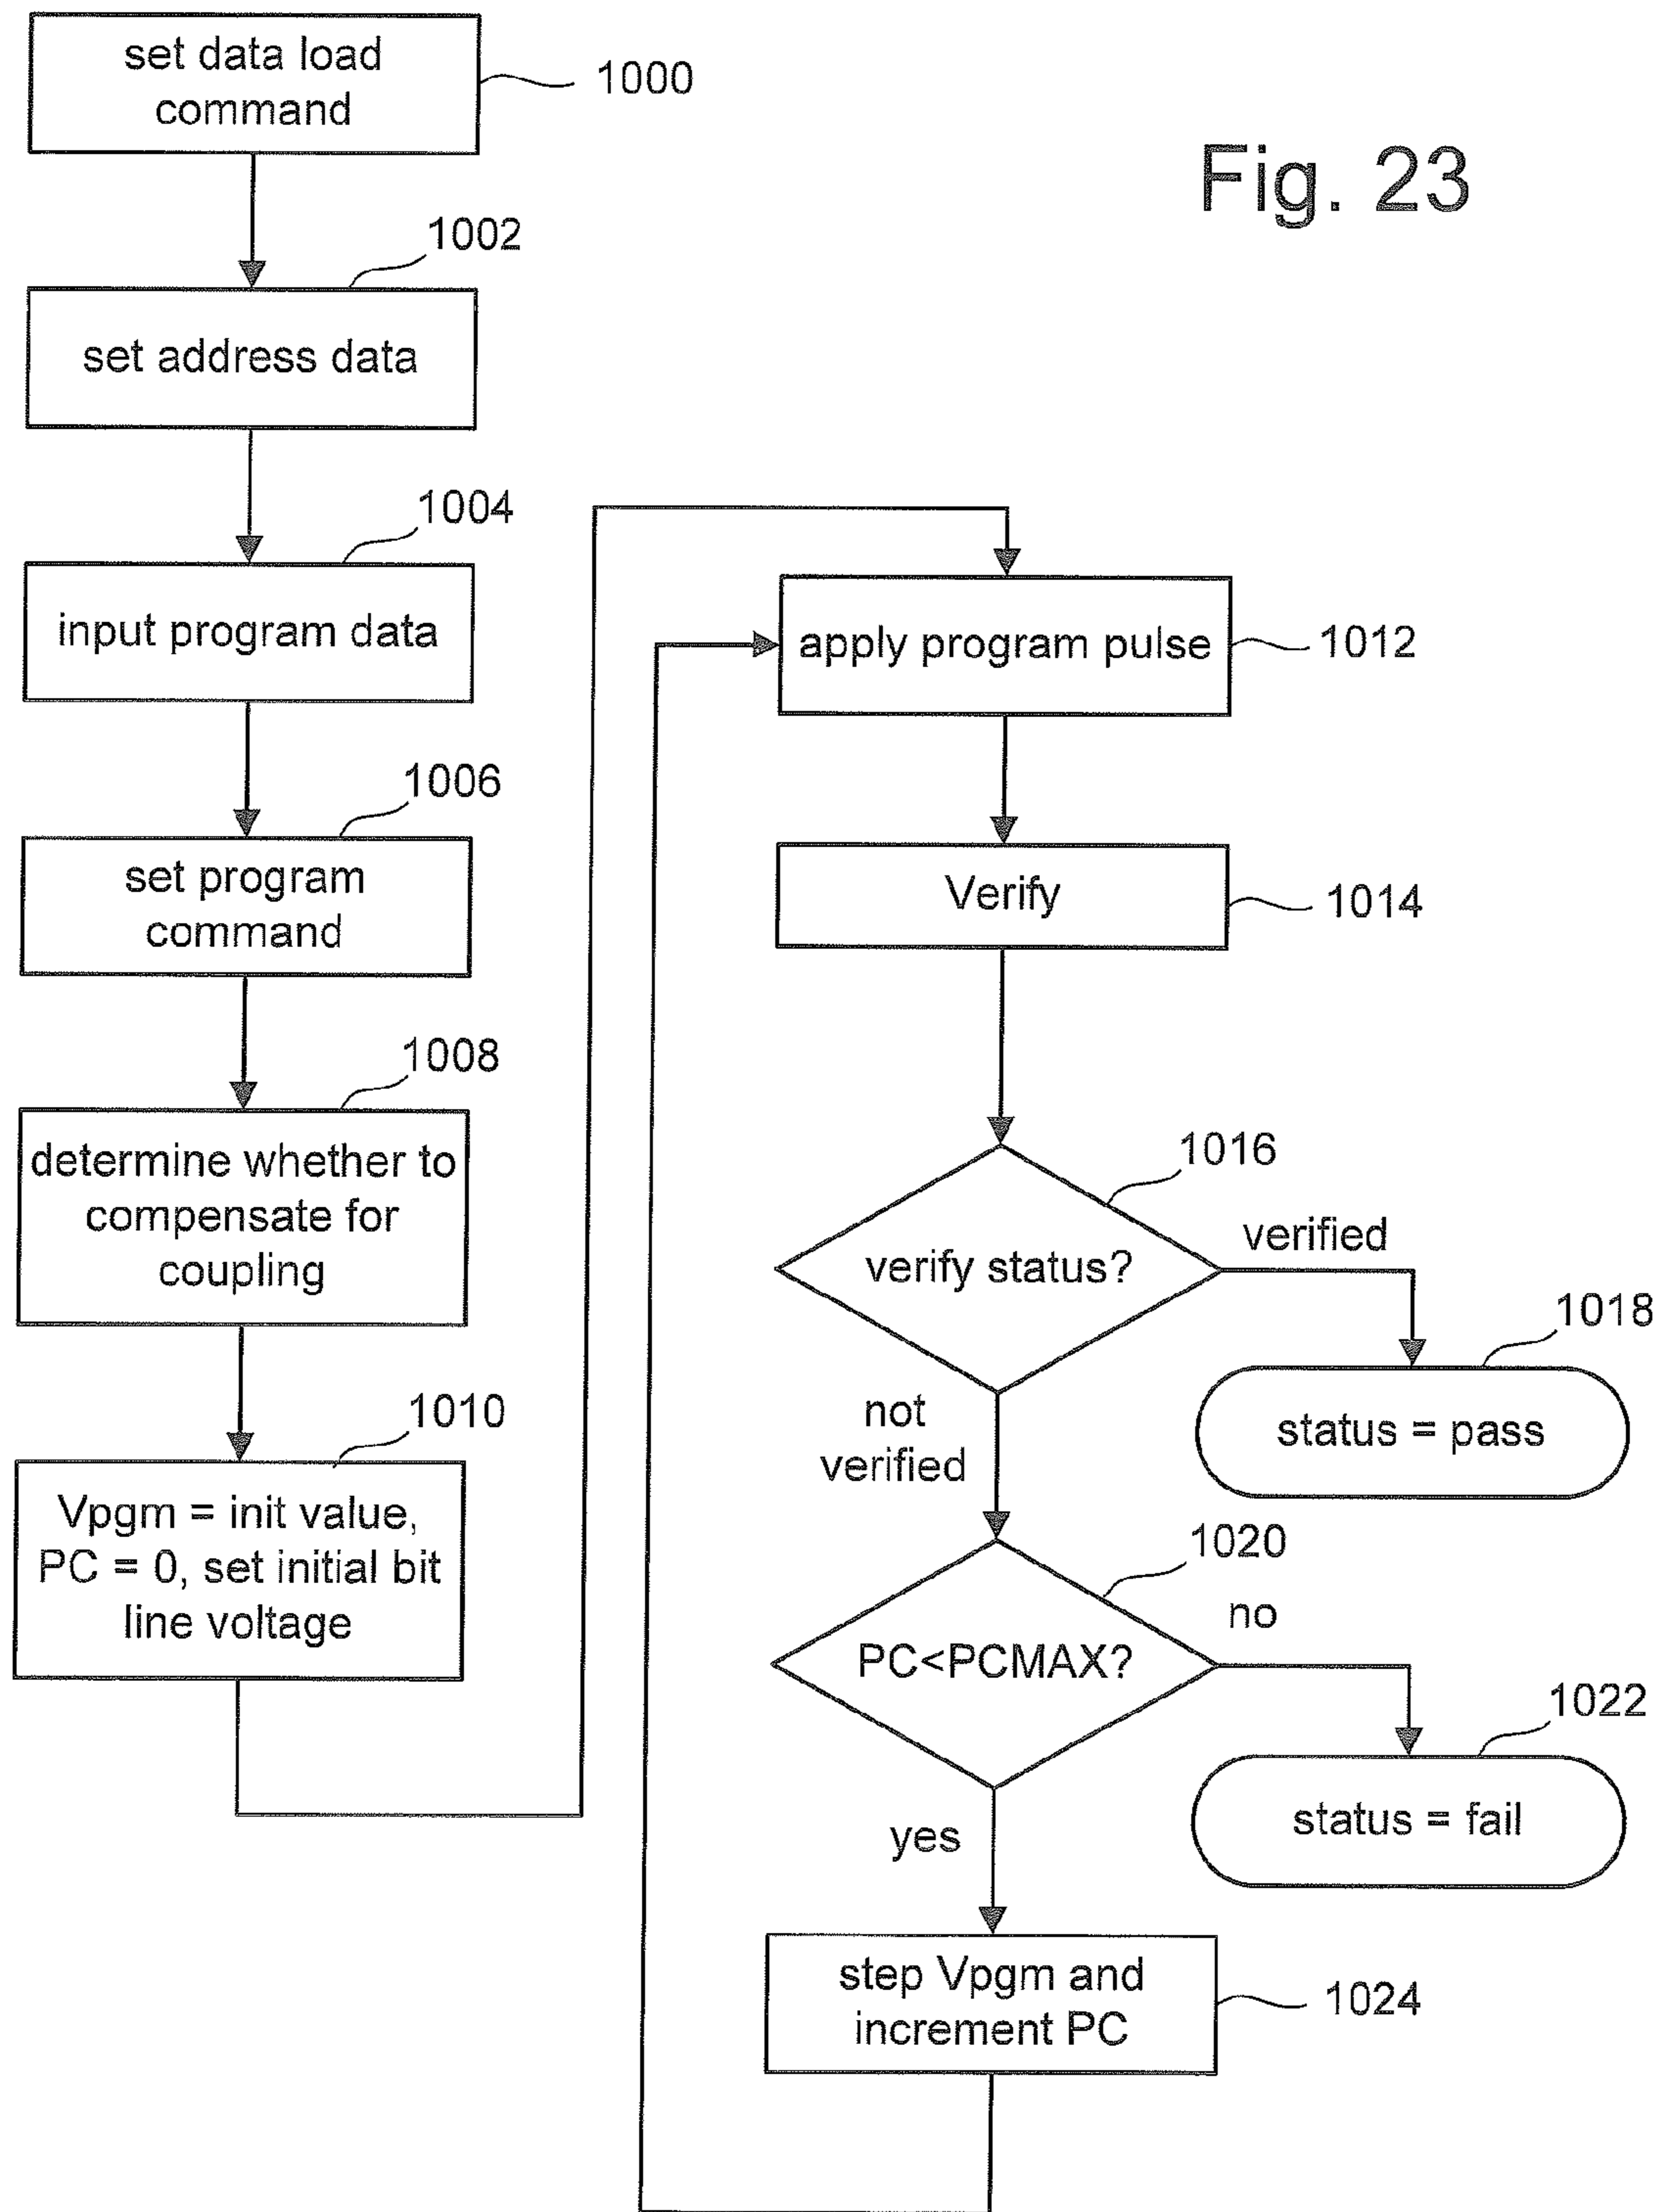 Fig. 23
set data load
command
1000
1002
set address data
1004
input program data
1006
set program
command
1008
determine whether to
compensate for
coupling
1010
Vpgm = init value,
PC = 0, set initial bit
line voltage
apply program pulse
1012
Verify
1014
1016
verify status?
verified
1018
status = pass
not
verified
1020
PC<PCMAX?
no
1022
status = fail
yes
step Vpgm and
increment PC
1024